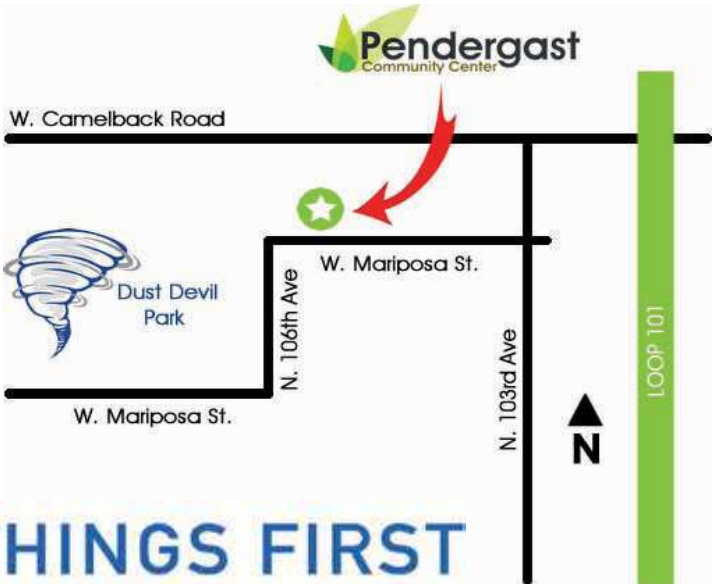 Pendergast
Community Center
W. Camelback Road
W. Mariposa St.
Dust Devil
Park
N. 106th Ave
N. 103rd Ave
LOOP 101
W. Mariposa St.
N
HINGS FIRST